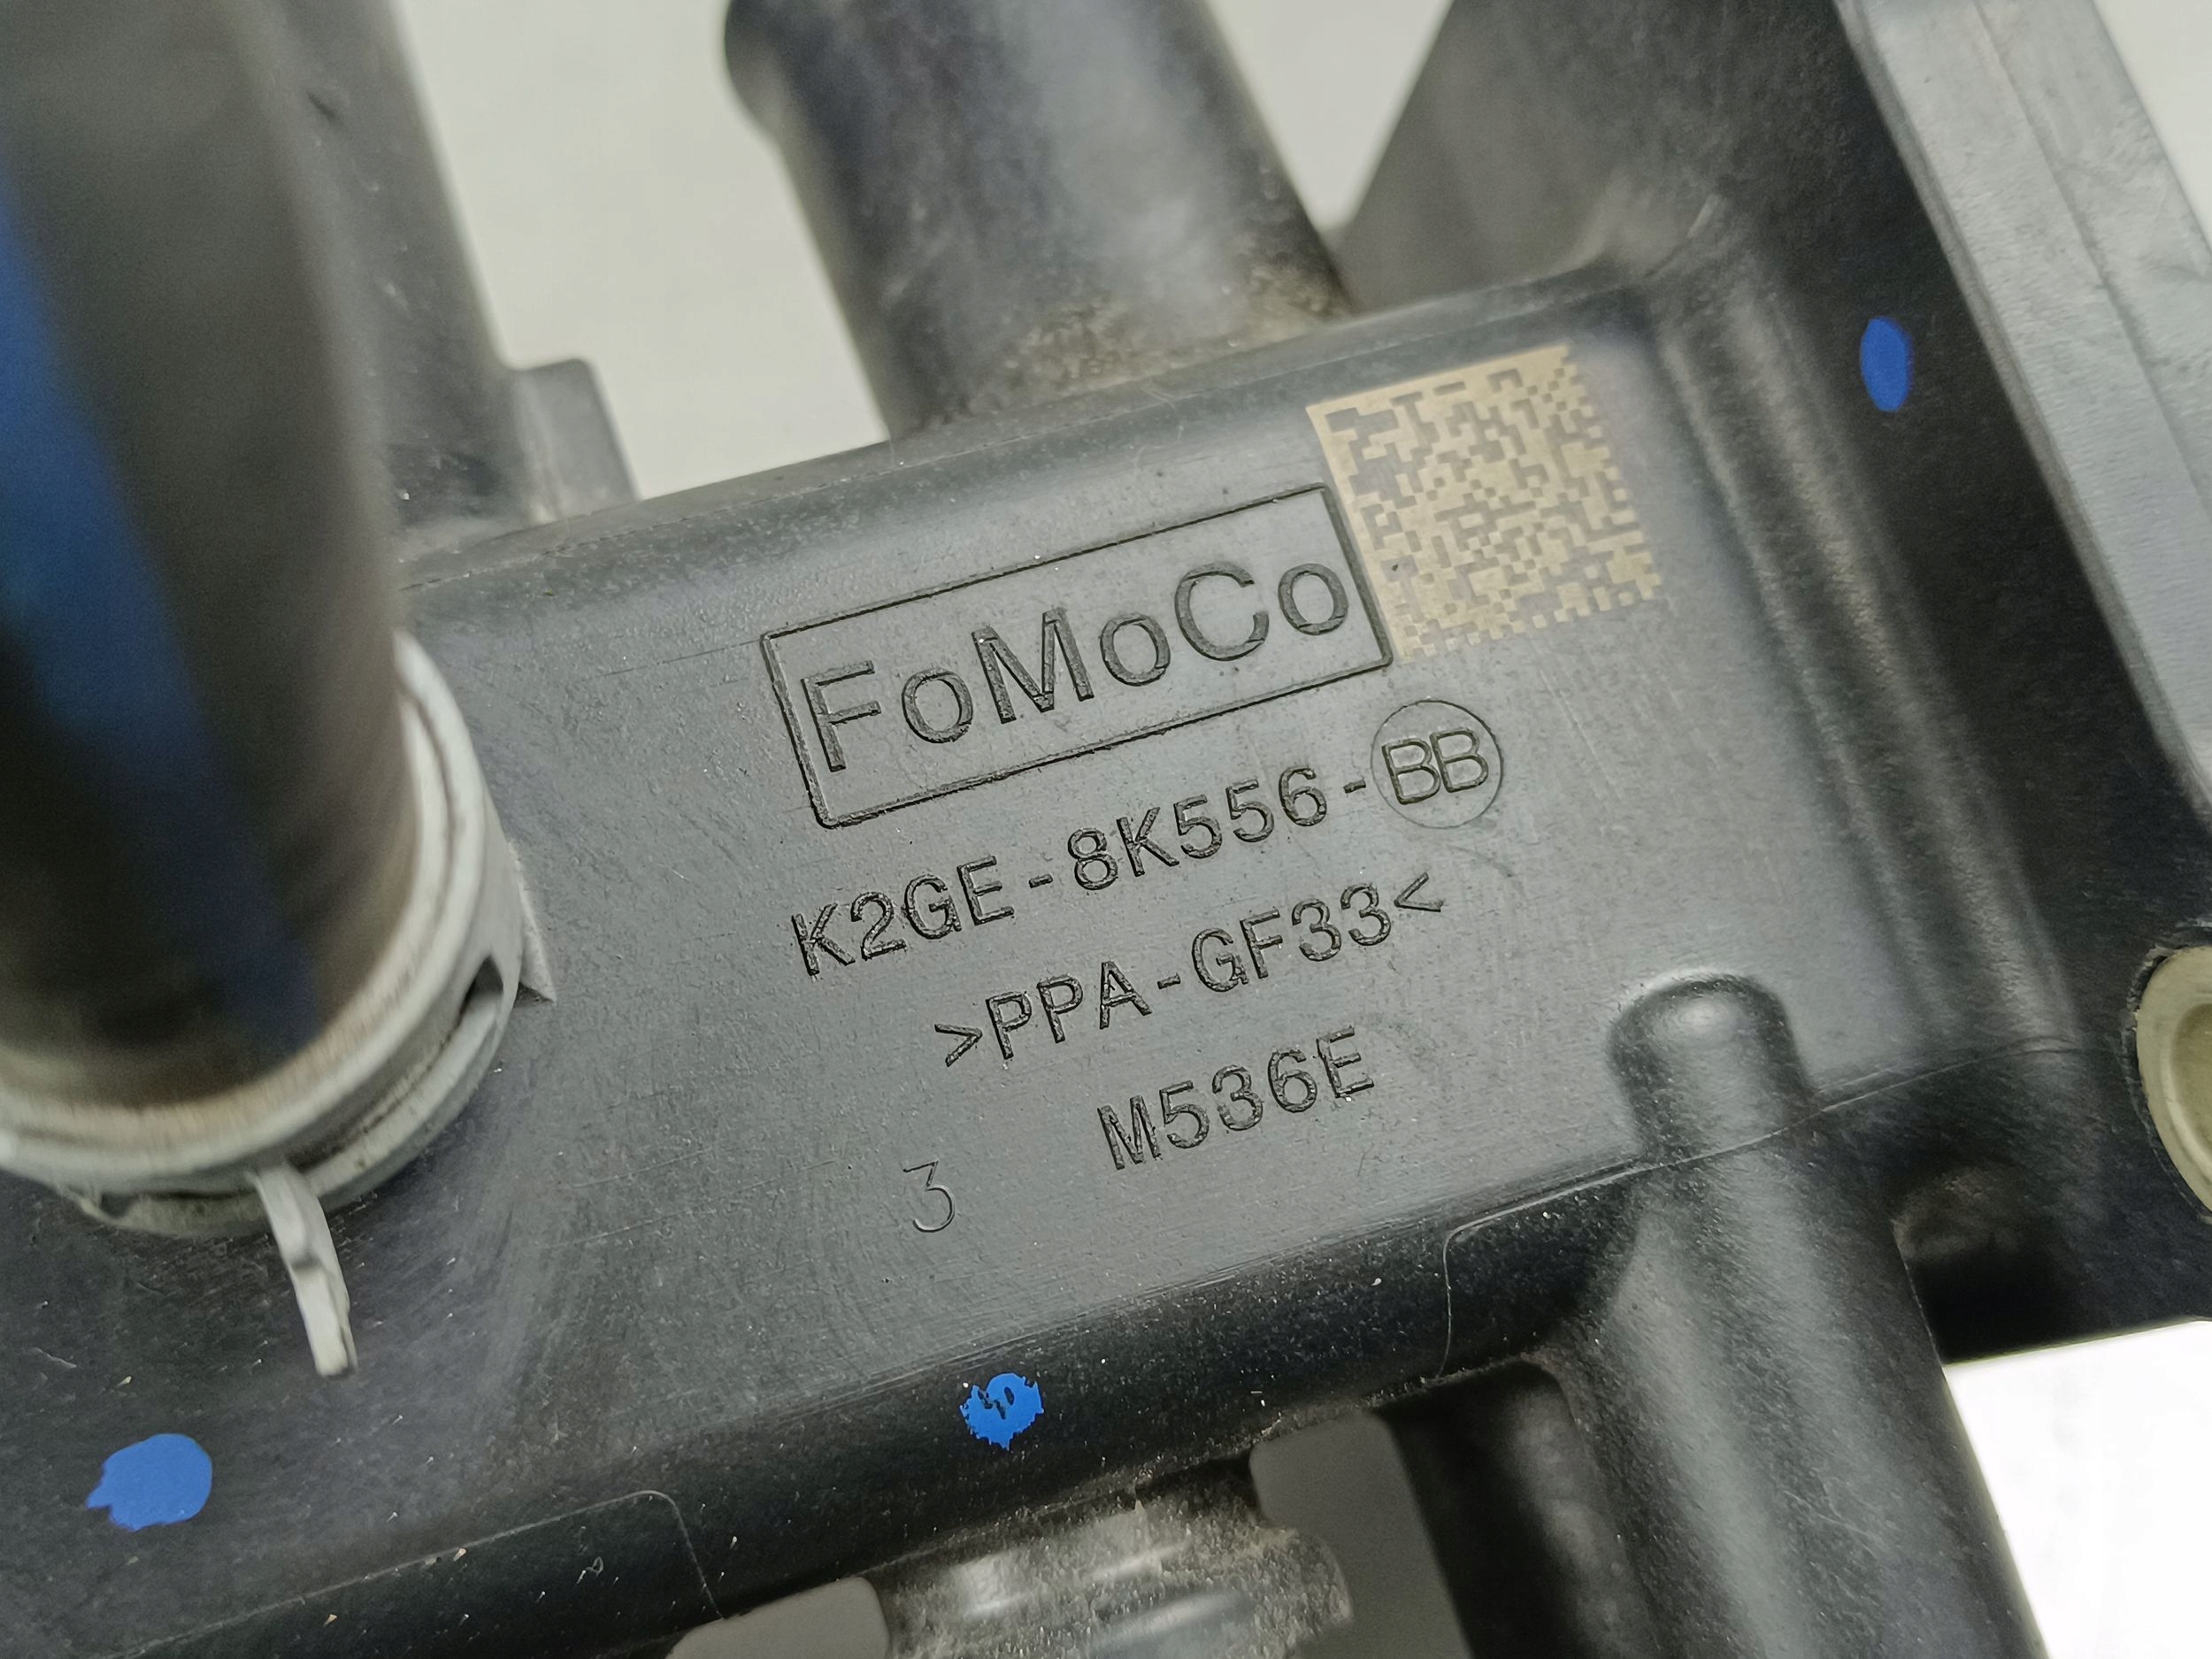 FoMoCo
K2GE-8K556-BB
>PPA-GF33<
M536E
3